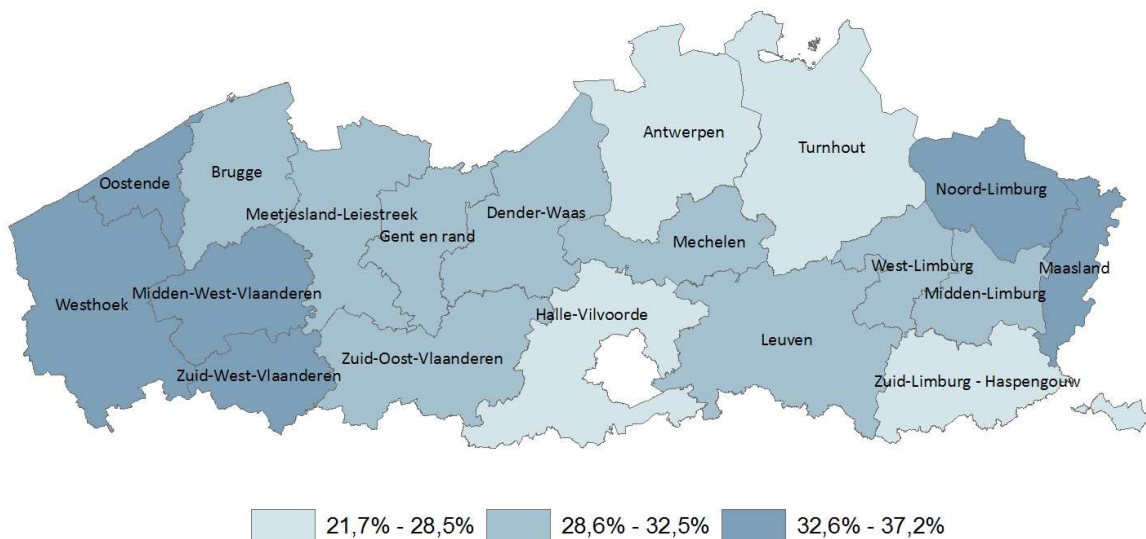 Antwerpen
Turnhout
Oostende
Brugge
Noord-Limburg
Meetjesland-Leiestreek
Dender-Waas
Gent en rand
Mechelen
West-Limburg
Maasland
Midden-West-Vlaanderen
Westhoek
Midden-Limburg
Halle-Vilvoorde
Leuven
Zuid-Oost-Vlaanderen
Zuid-West-Vlaanderen
Zuid-Limburg - Haspengouw
21,7% - 28,5% 28,6% - 32,5% 32,6% - 37,2%